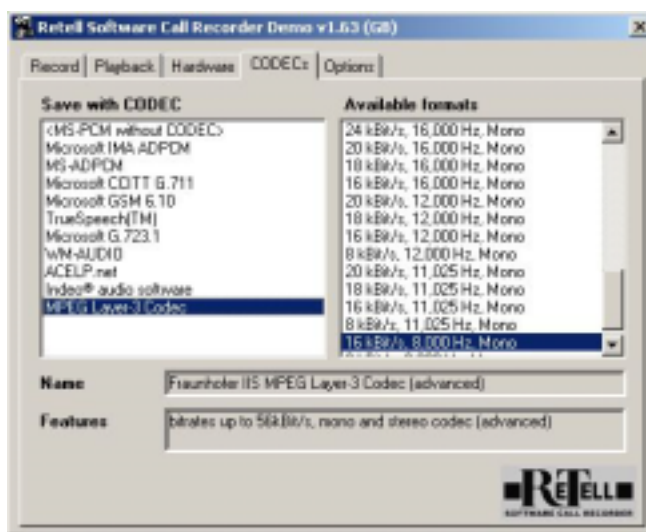 Retell Software Call Recorder Demo v1.63 (GB)
Record Playback Hardware CODECs Options
Save with CODEC
<MS-PCM without CODEC>
Microsoft IMA ADPCM
MS-ADPCM
Microsoft CCITT G.711
Microsoft GSM 6.10
TrueSpeech(TM)
Microsoft G.723.1
WM-AUDIO
ACELP.net
Indeo® audio software
MPEG Layer-3 Codec
Available formats
24 kBit/s, 16,000 Hz, Mono
20 kBit/s, 16,000 Hz, Mono
18 kBit/s, 16,000 Hz, Mono
16 kBit/s, 16,000 Hz, Mono
20 kBit/s, 12,000 Hz, Mono
18 kBit/s, 12,000 Hz, Mono
16 kBit/s, 12,000 Hz, Mono
8 kBit/s, 12,000 Hz, Mono
20 kBit/s, 11,025 Hz, Mono
18 kBit/s, 11,025 Hz, Mono
16 kBit/s, 11,025 Hz, Mono
8 kBit/s, 11,025 Hz, Mono
16 kBit/s, 8,000 Hz, Mono
Name
Fraunhofer IIS MPEG Layer-3 Codec (advanced)
Features
bitrates up to 56kBit/s, mono and stereo codec (advanced)
RETELL
SOFTWARE CALL RECORDER